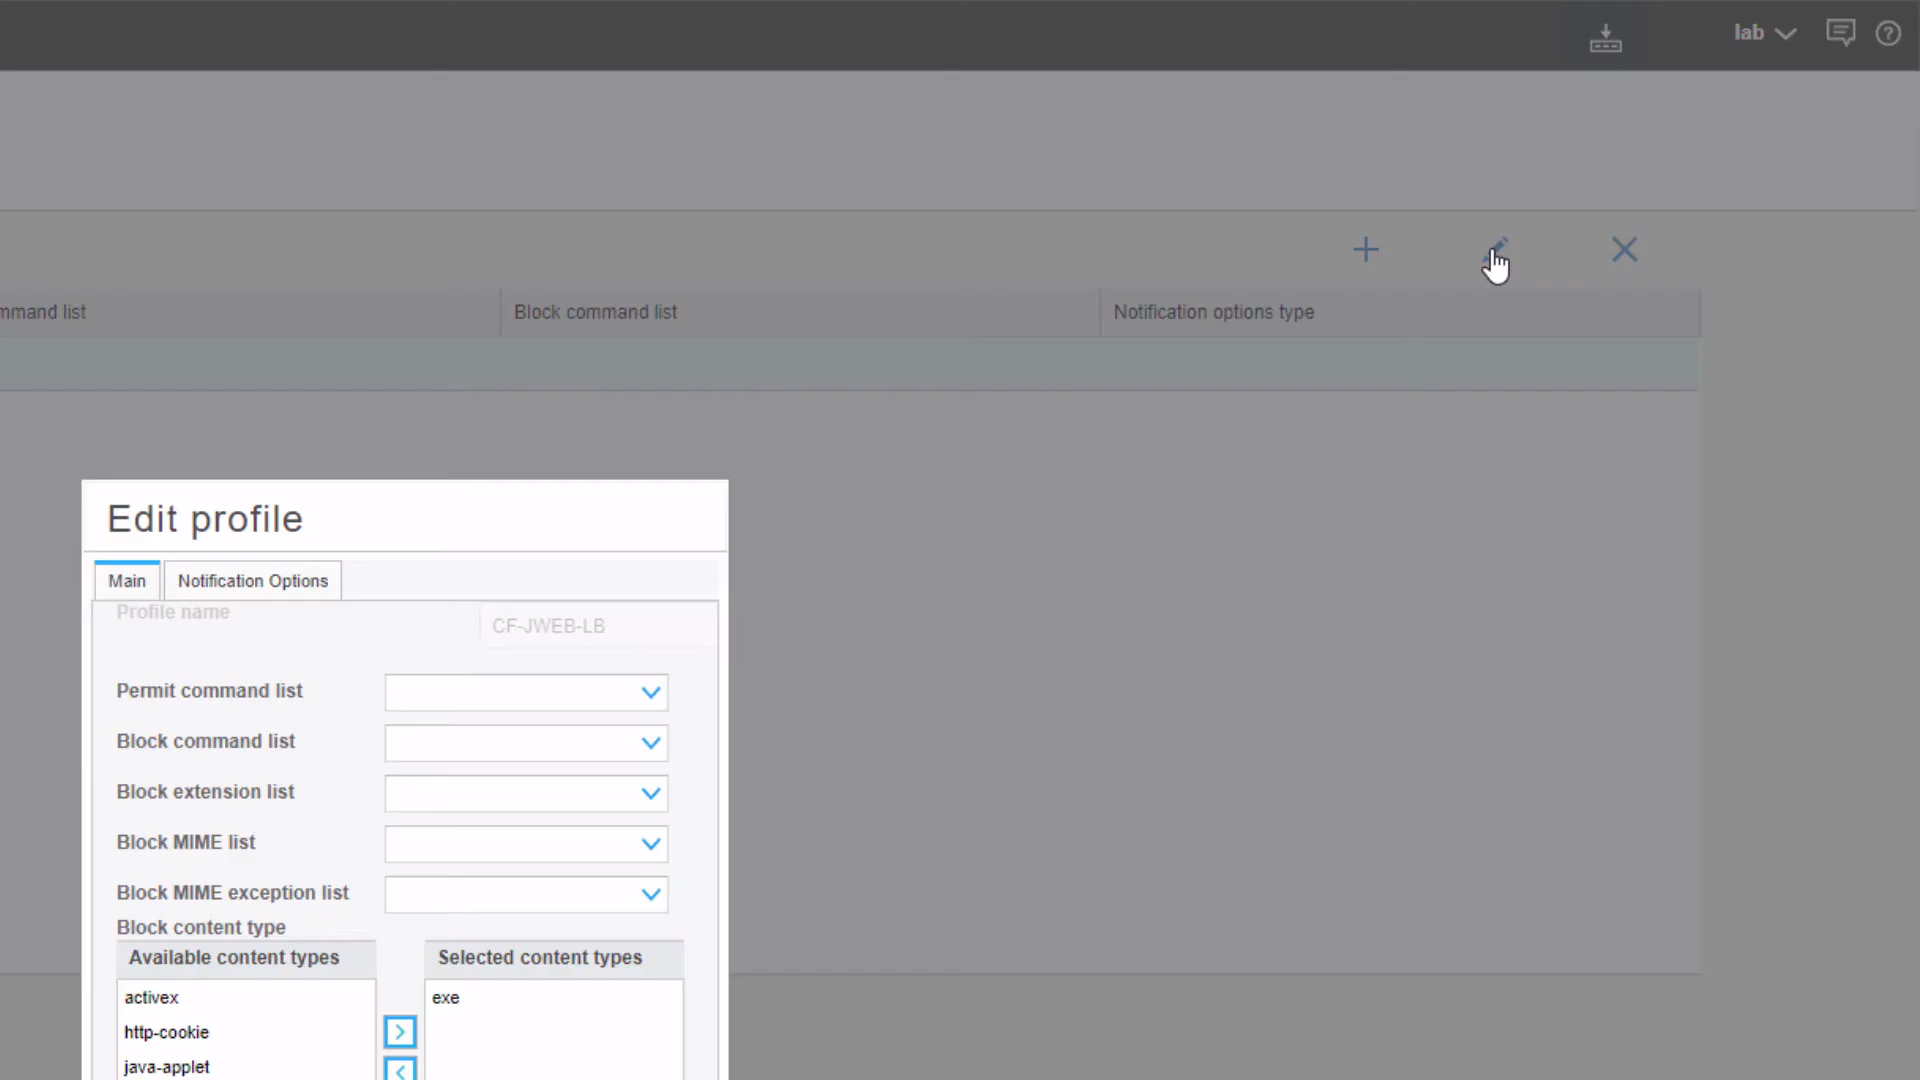 lab
mmand list
Block command list
Notification options type
Edit profile
Main
Notification Options
Profile name
CF-JWEB-LB
Permit command list
Block command list
Block extension list
Block MIME list
Block MIME exception list
Block content type
Available content types
Selected content types
activex
exe
http-cookie
java-applet